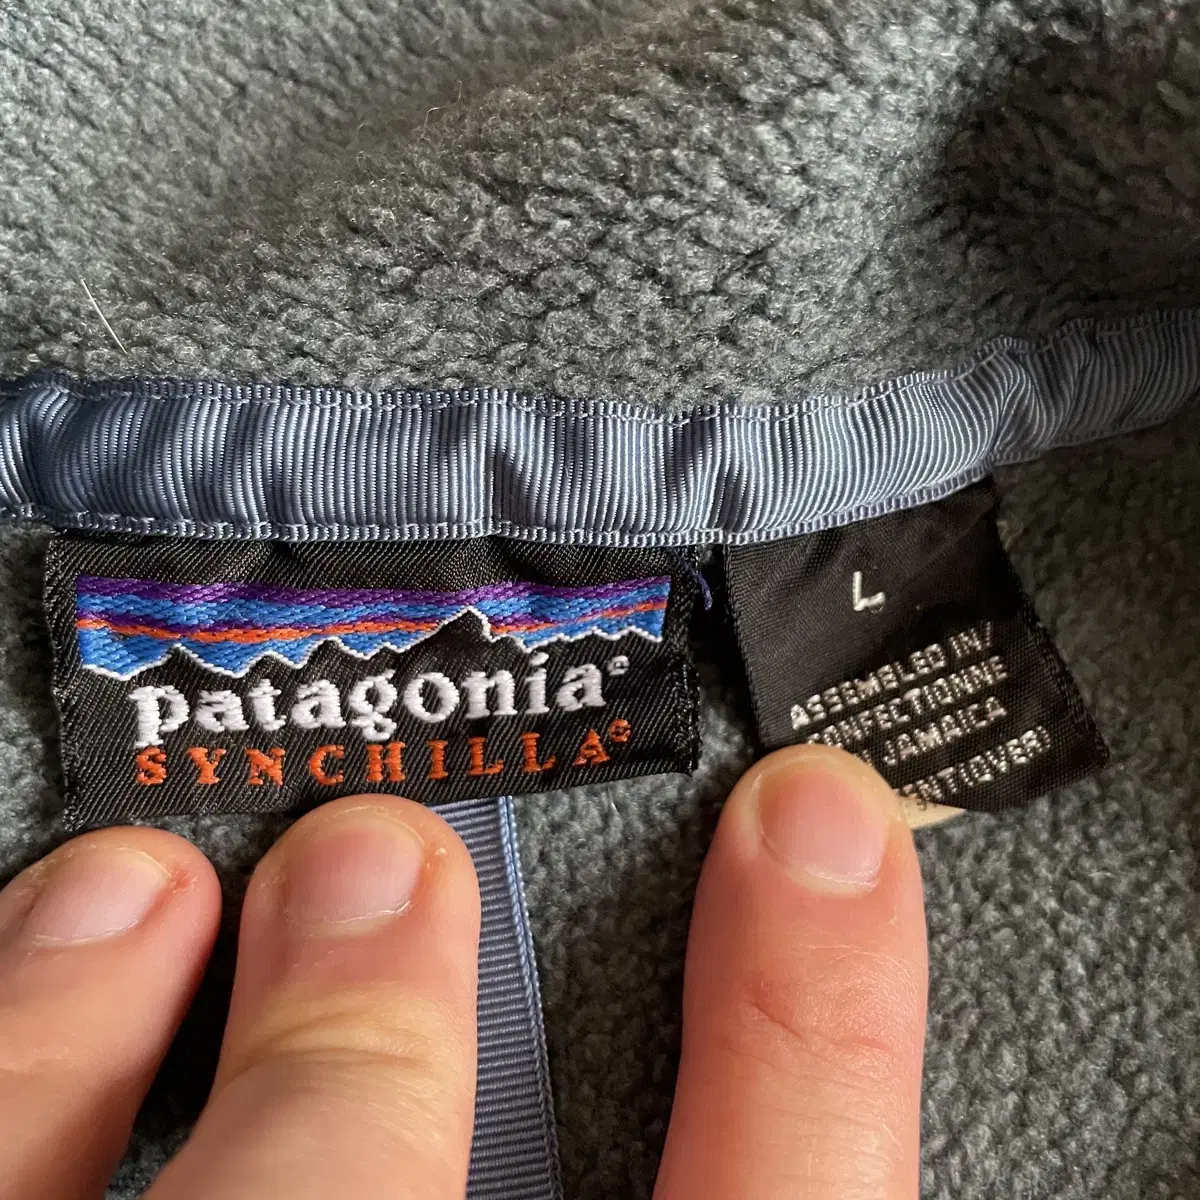 patagonia®
SYNCHILLA®
L
ASSEMBLED IN/
CONFECTIONNE
JAMAICA